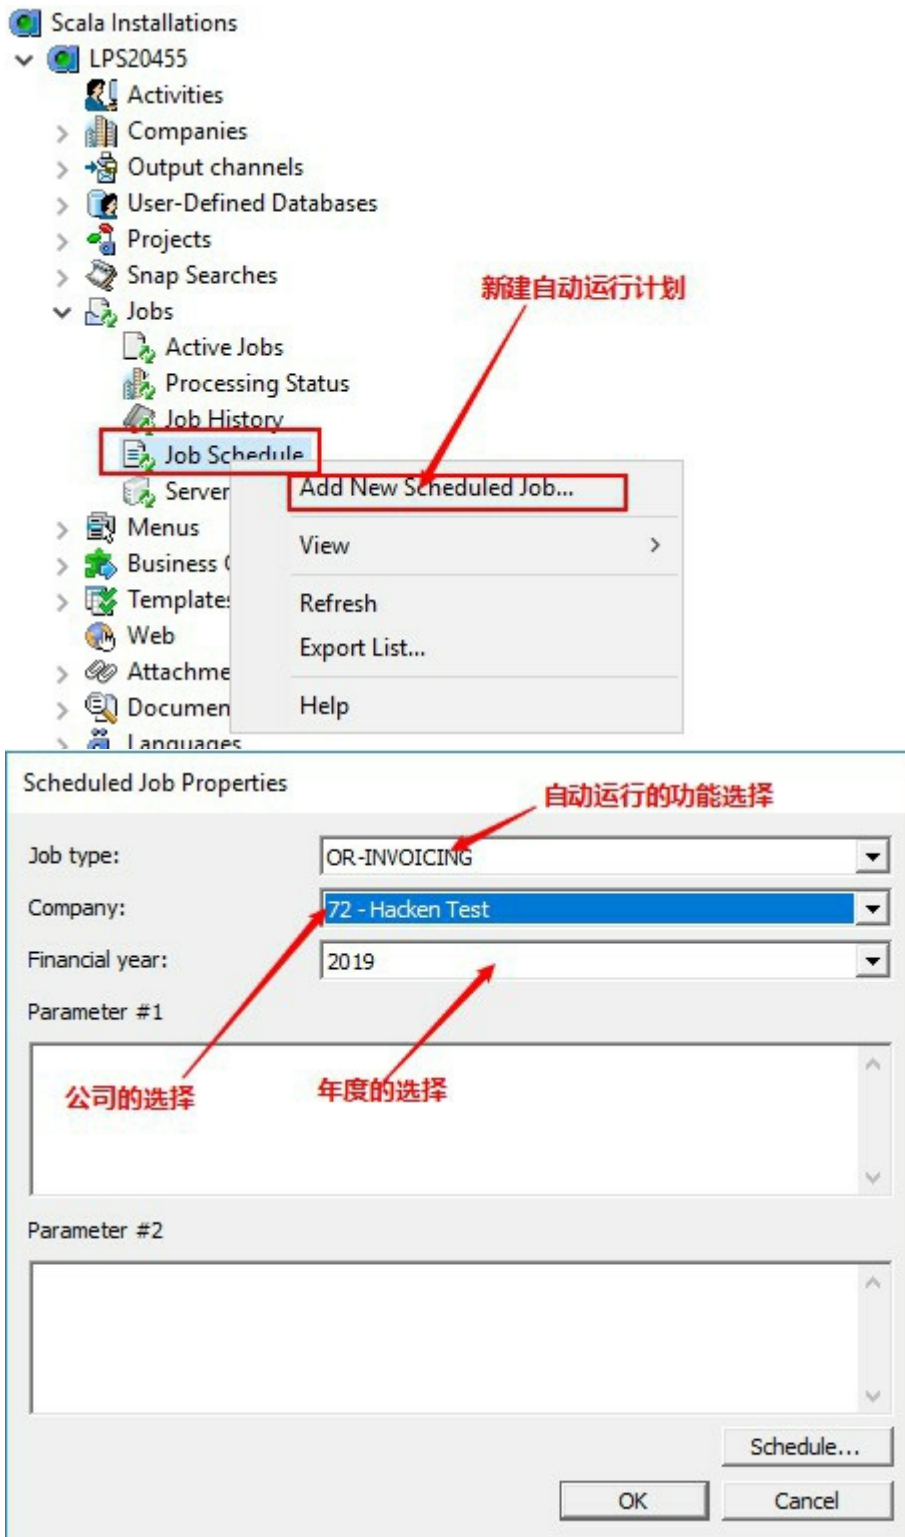 Scala Installations
LPS20455
Activities
Companies
Output channels
User-Defined Databases
Projects
Snap Searches
新建自动运行计划
Jobs
Active Jobs
Processing Status
Job History
Job Schedule
Add New Scheduled Job...
Server
Menus
View
Business
Templates
Refresh
Web
Export List...
Attachme
Documen
Help
Languages
Scheduled Job Properties
自动运行的功能选择
Job type:
OR-INVOICING
Company:
72 - Hacken Test
Financial year:
2019
Parameter #1
公司的选择
年度的选择
Parameter #2
Schedule...
OK
Cancel